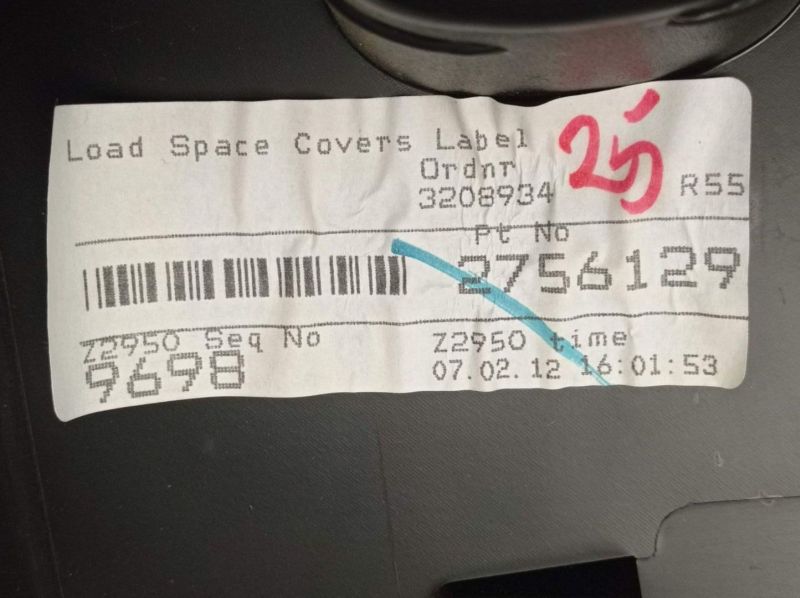 Load Space Covers Label
Ordnr
3208934
25
R55
Pt No
2756129
Z2950 Seq No
9698
Z2950 time
07.02.12 16:01:53